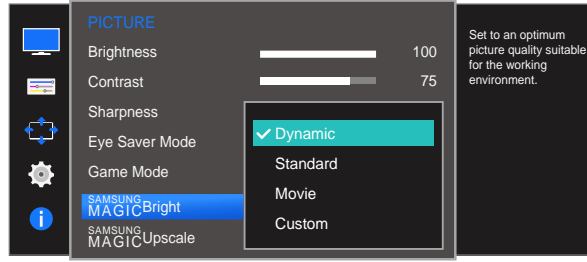 PICTURE
Brightness 100
Contrast 75
Sharpness
Eye Saver Mode
Game Mode
SAMSUNG
MAGICBright
SAMSUNG
MAGICUpscale
Dynamic
Standard
Movie
Custom
Set to an optimum
picture quality suitable
for the working
environment.
i